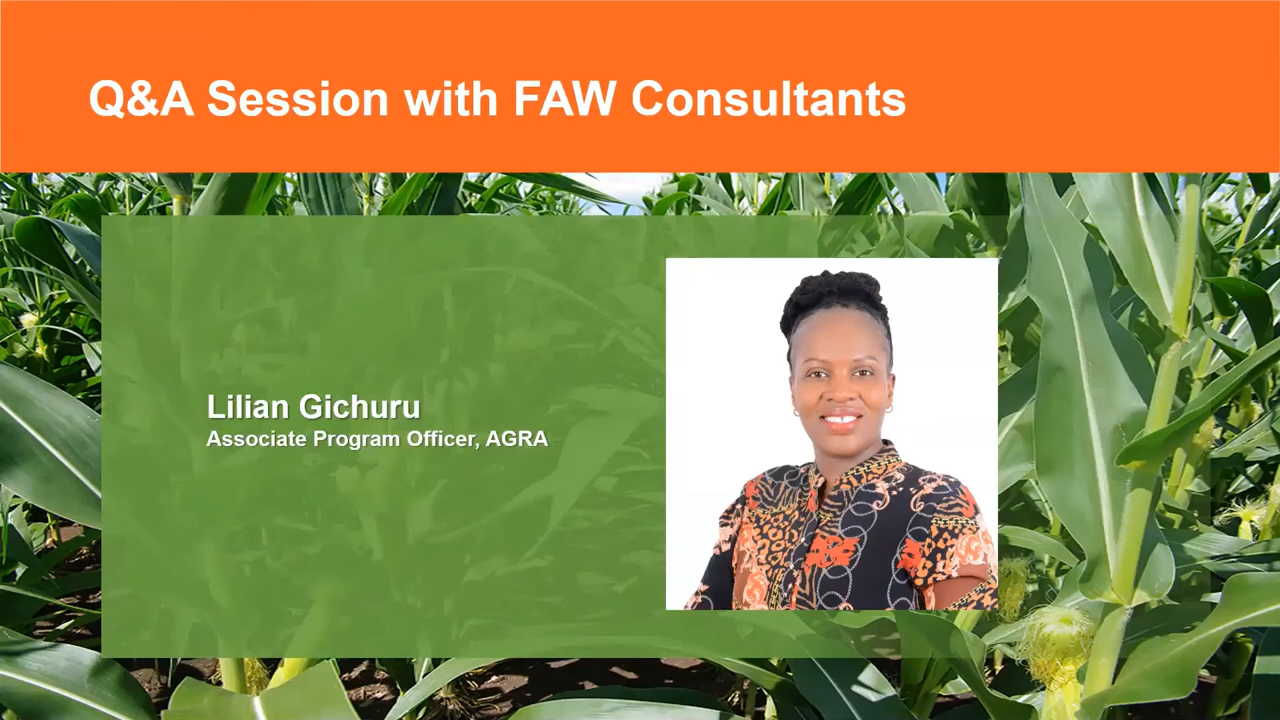 Q&A Session with FAW Consultants
Lilian Gichuru
Associate Program Officer, AGRA